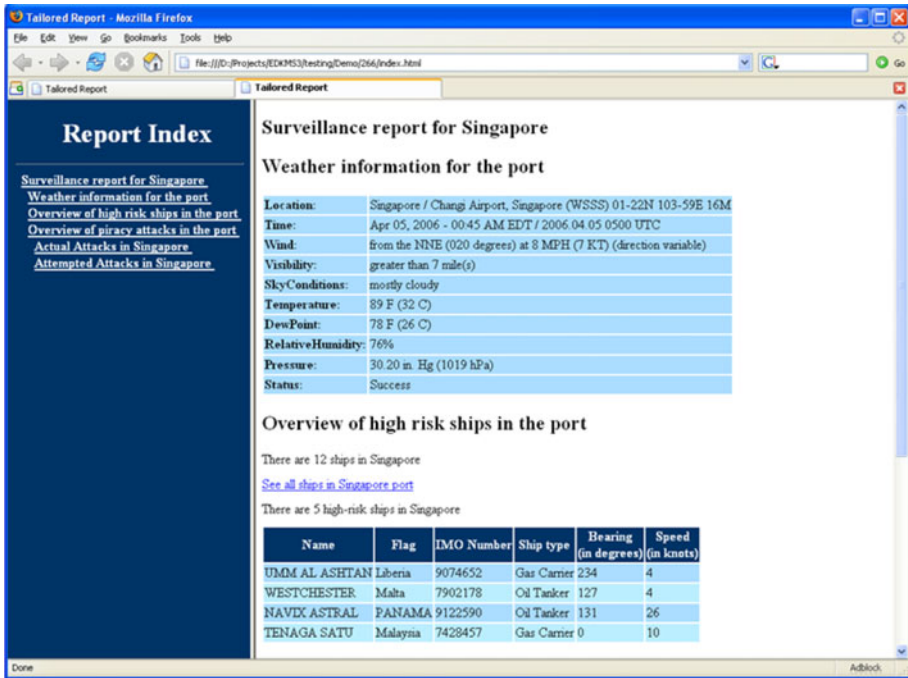 Tailored Report - Mozilla Firefox
File Edit View Go Bookmarks Tools Help
file:///D:/Projects/EDKMS3/testing/Demo/266/index.html
G
Go
Tailored Report
Tailored Report
Report Index
Surveillance report for Singapore
Weather information for the port
Overview of high risk ships in the port
Overview of piracy attacks in the port
Actual Attacks in Singapore
Attempted Attacks in Singapore
Surveillance report for Singapore
Weather information for the port
Location: Singapore / Changi Airport, Singapore (WSSS) 01-22N 103-59E 16M
Time: Apr 05, 2006 - 00:45 AM EDT / 2006.04.05 0500 UTC
Wind: from the NNE (020 degrees) at 8 MPH (7 KT) (direction variable)
Visibility: greater than 7 mile(s)
SkyConditions: mostly cloudy
Temperature: 89 F (32 C)
DewPoint: 78 F (26 C)
RelativeHumidity: 76%
Pressure: 30.20 in. Hg (1019 hPa)
Status: Success
Overview of high risk ships in the port
There are 12 ships in Singapore
See all ships in Singapore port
There are 5 high-risk ships in Singapore
Name Flag IMO Number Ship type Bearing (in degrees) Speed (in knots)
UMM AL ASHTAN Liberia 9074652 Gas Carrier 234 4
WESTCHESTER Malta 7902178 Oil Tanker 127 4
NAVIX ASTRAL PANAMA 9122590 Oil Tanker 131 26
TENAGA SATU Malaysia 7428457 Gas Carrier 0 10
Done
Adblock